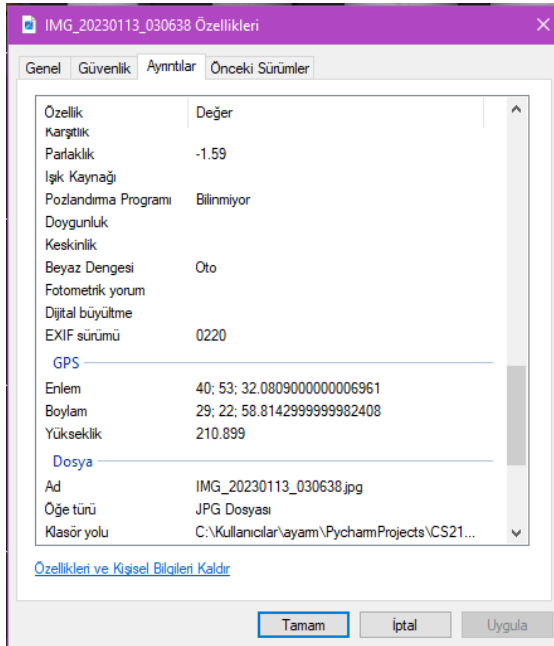 IMG_20230113_030638 Özellikleri
Genel Güvenlik Ayrıntılar Önceki Sürümler
Özellik Değer
Karşıtlık
Parlaklık -1.59
Işık Kaynağı
Pozlandırma Programı Bilinmiyor
Doygunluk
Keskinlik
Beyaz Dengesi Oto
Fotometrik yorum
Dijital büyültme
EXIF sürümü 0220
GPS
Enlem 40; 53; 32.0809000000006961
Boylam 29; 22; 58.8142999999982408
Yükseklik 210.899
Dosya
Ad IMG_20230113_030638.jpg
Öğe türü JPG Dosyası
Klasör yolu C:\Kullanıcılar\ayarm\PycharmProjects\CS21...
Özellikleri ve Kişisel Bilgileri Kaldır
Tamam İptal Uygula